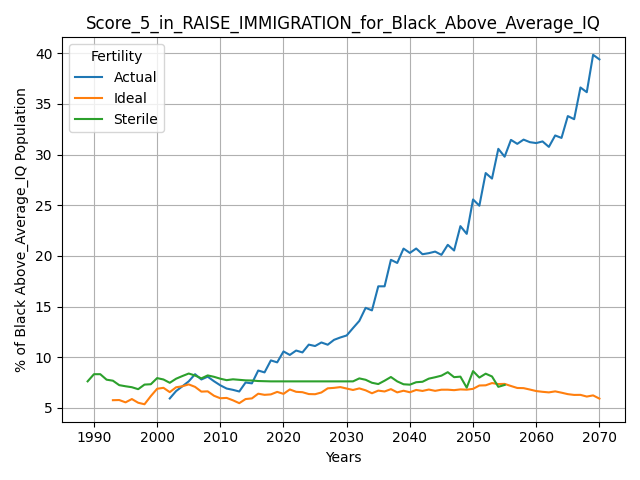 Score_5_in_RAISE_IMMIGRATION_for_Black_Above_Average_IQ
Fertility
Actual
Ideal
Sterile
% of Black Above_Average_IQ Population
40
35
30
25
20
15
10
5
1990 2000 2010 2020 2030 2040 2050 2060 2070
Years